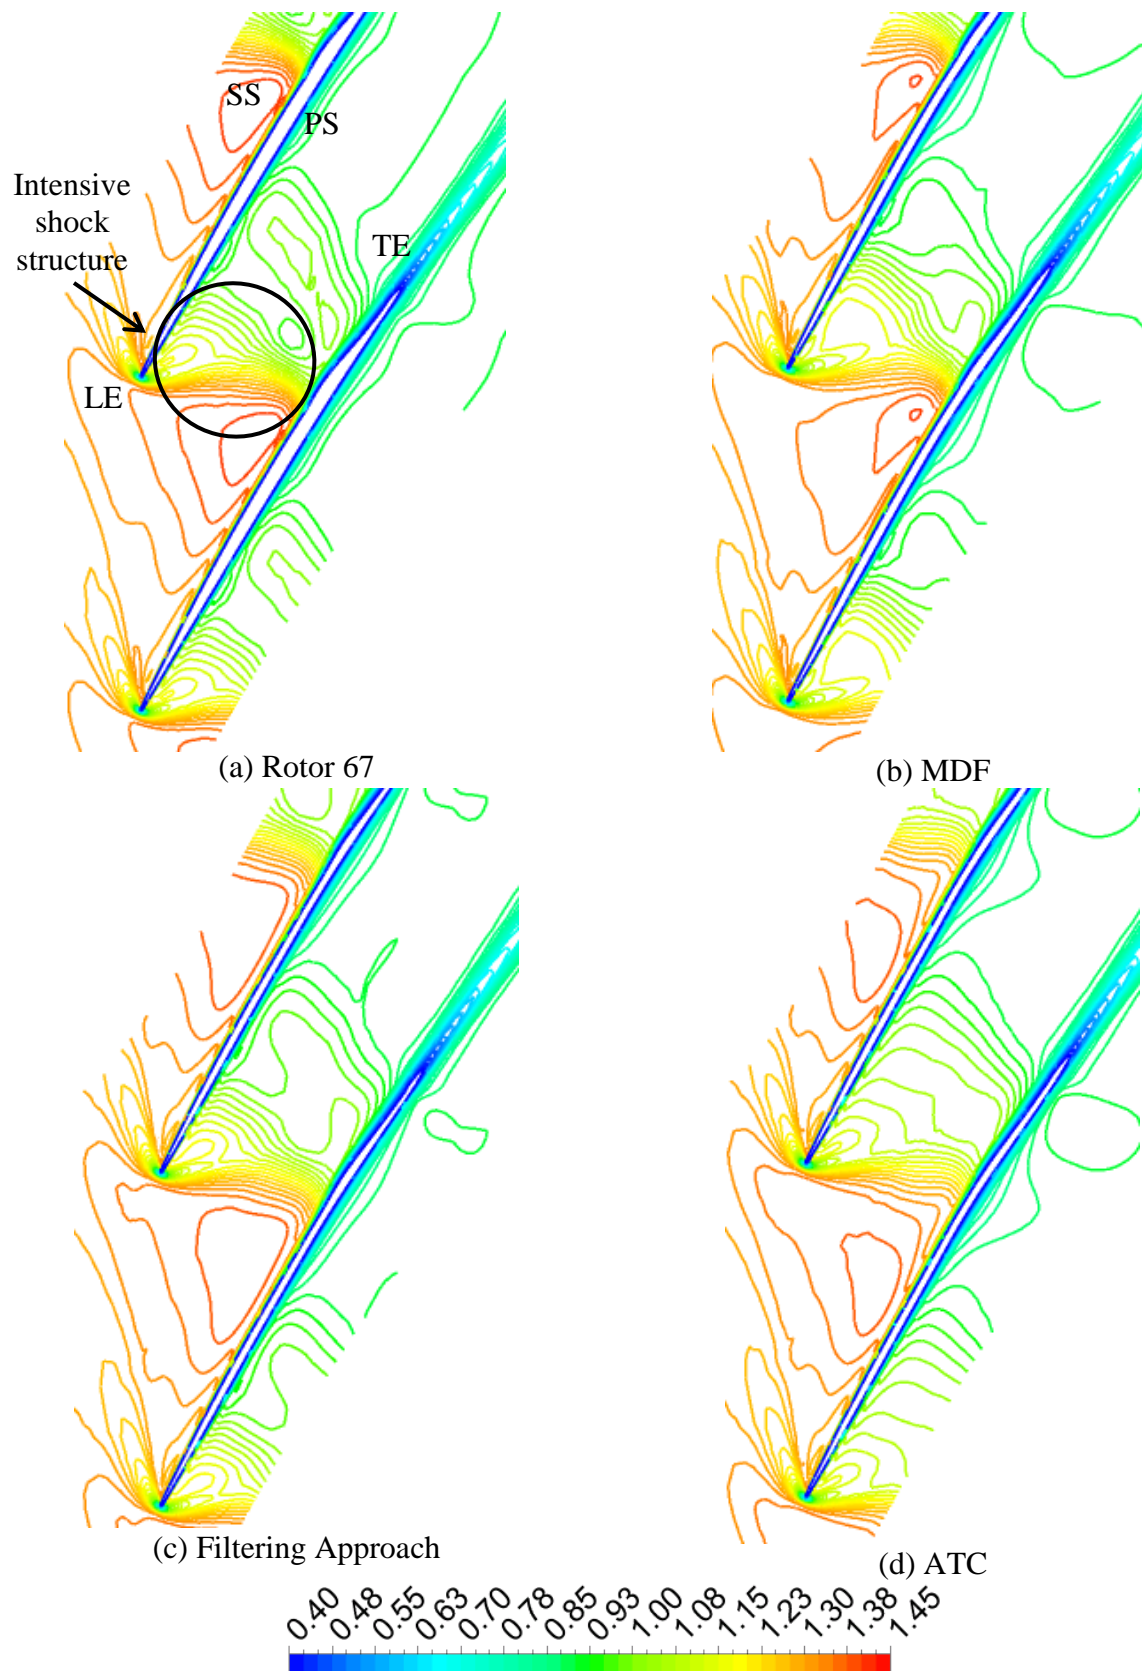 SS
PS
Intensive
shock
structure
TE
LE
(a) Rotor 67
(b) MDF
(c) Filtering Approach
(d) ATC
0.40 0.48 0.55 0.63 0.70 0.78 0.85 0.93 1.00 1.08 1.15 1.23 1.30 1.38 1.45